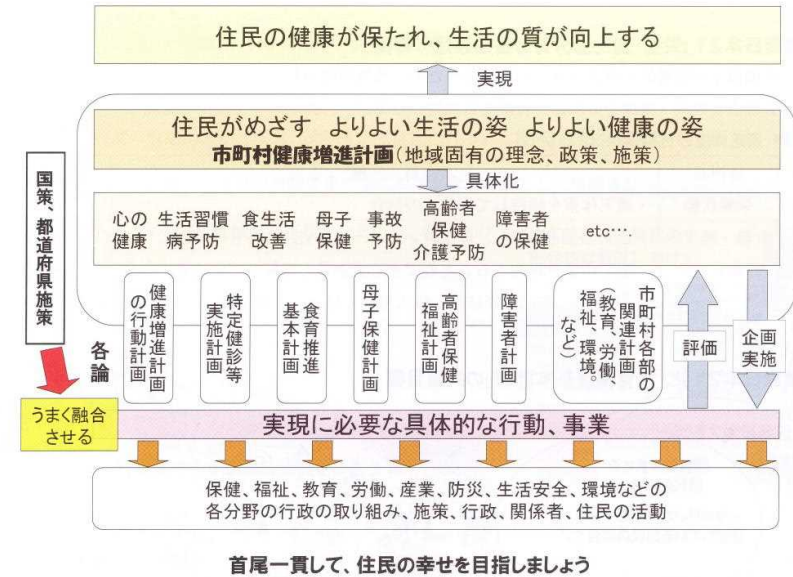 住民の健康が保たれ、生活の質が向上する
実現
住民がめざす よりよい生活の姿 よりよい健康の姿
市町村健康増進計画(地域固有の理念、政策、施策)
具体化
心の
健康
生活習慣
病予防
食生活
改善
母子
保健
事故
予防
高齢者
保健
介護予防
障害者
の保健
etc….
国策、都道府県施策
各論
健康増進計画
の行動計画
特定健診等
実施計画
食育推進
基本計画
母子保健計画
高齢者保健
福祉計画
障害者計画
市町村各部の
関連計画
(教育、労働、
福祉、環境。
など)
評価
企画
実施
うまく融合
させる
実現に必要な具体的な行動、事業
保健、福祉、教育、労働、産業、防災、生活安全、環境などの
各分野の行政の取り組み、施策、行政、関係者、住民の活動
首尾一貫して、住民の幸せを目指しましょう